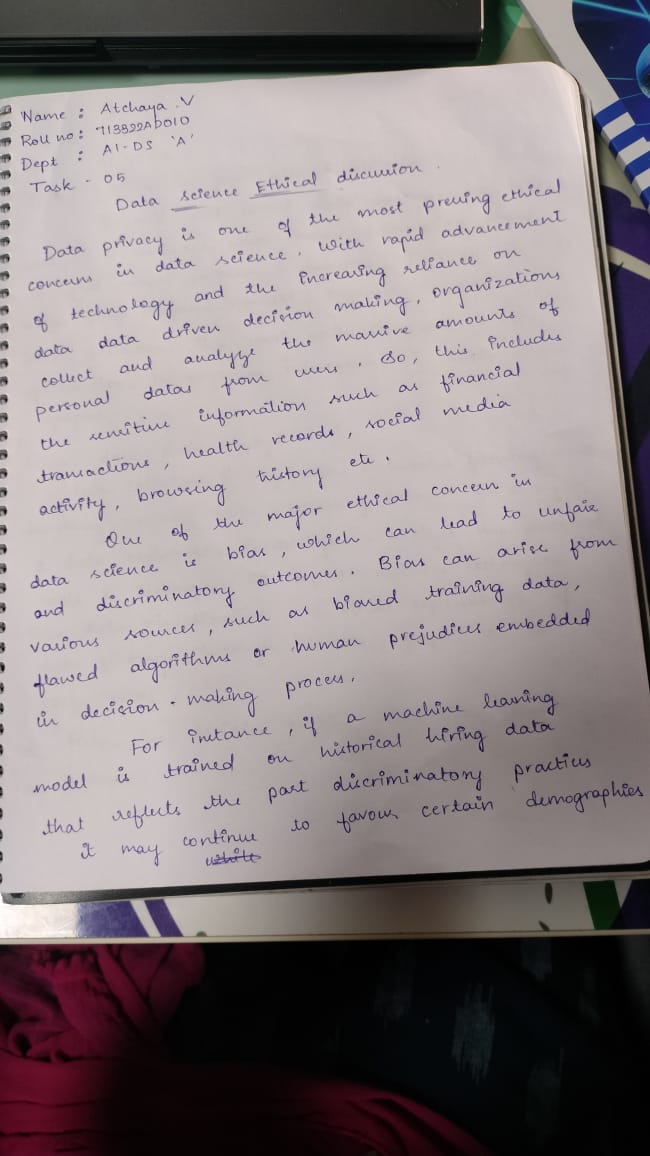 Name : Atchaya .V
Roll no : 713822AD010
Dept : AI-DS 'A'
Task - 05
Data science Ethical discussion .
Data privacy is one of the most pressing ethical
concerns in data science . With rapid advancement
of technology and the increasing reliance on
data data driven decision making , organizations
collect and analyze the massive amounts of
personal datas from users . So , this includes
the sensitive information such as financial
transactions , health records , social media
activity , browsing history etc .
One of the major ethical concern in
data science is bias , which can lead to unfair
and discriminatory outcomes . Bias can arise from
various sources , such as biased training data ,
flawed algorithms or human prejudices embedded
in decision - making process .
For instance , if a machine learning
model is trained on historical hiring data
that reflects the past discriminatory practices
it may continue to favour certain demographies
while